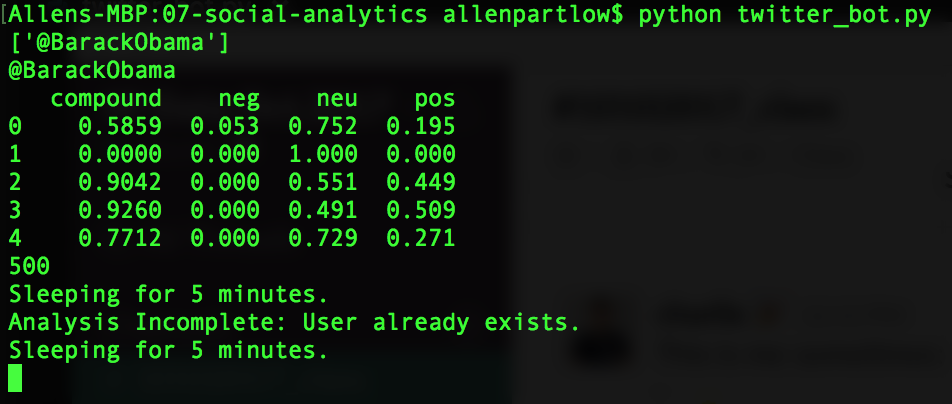 [Allens-MBP:07-social-analytics allenpartlow$ python twitter_bot.py
['@BarackObama']
@BarackObama
   compound    neg    neu    pos
0    0.5859  0.053  0.752  0.195
1    0.0000  0.000  1.000  0.000
2    0.9042  0.000  0.551  0.449
3    0.9260  0.000  0.491  0.509
4    0.7712  0.000  0.729  0.271
500
Sleeping for 5 minutes.
Analysis Incomplete: User already exists.
Sleeping for 5 minutes.